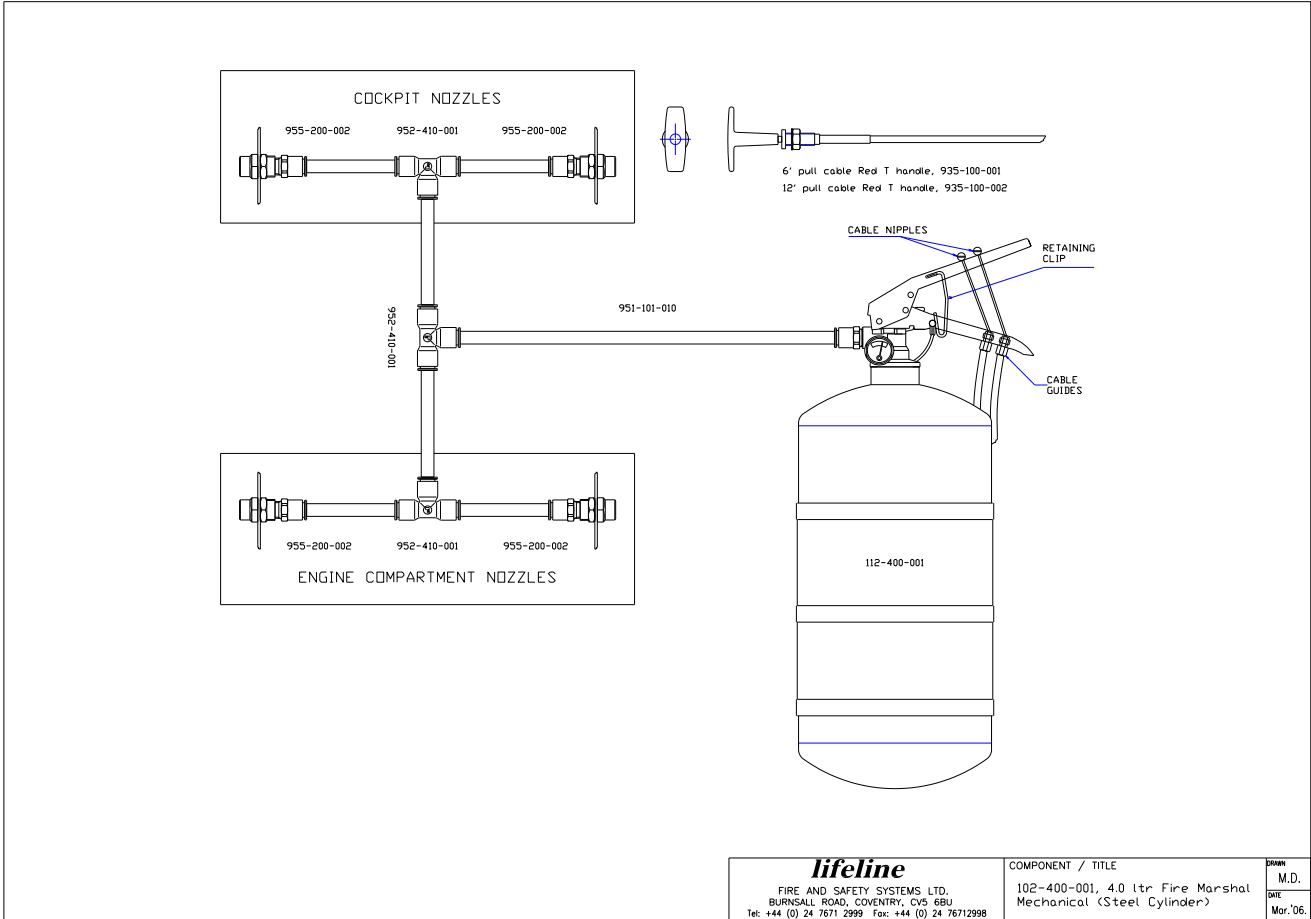 COCKPIT NOZZLES
955-200-002 952-410-001 955-200-002
6' pull cable Red T handle, 935-100-001
12' pull cable Red T handle, 935-100-002
CABLE NIPPLES
RETAINING
CLIP
951-101-010
952-410-001
CABLE
GUIDES
955-200-002 952-410-001 955-200-002
ENGINE COMPARTMENT NOZZLES
112-400-001
lifeline
FIRE AND SAFETY SYSTEMS LTD.
BURNSALL ROAD, COVENTRY, CV5 6BU
Tel: +44 (0) 24 7671 2999 Fax: +44 (0) 24 76712998
COMPONENT / TITLE
102-400-001, 4.0 ltr Fire Marshal
Mechanical (Steel Cylinder)
DRAWN
M.D.
DATE
Mar.'06.